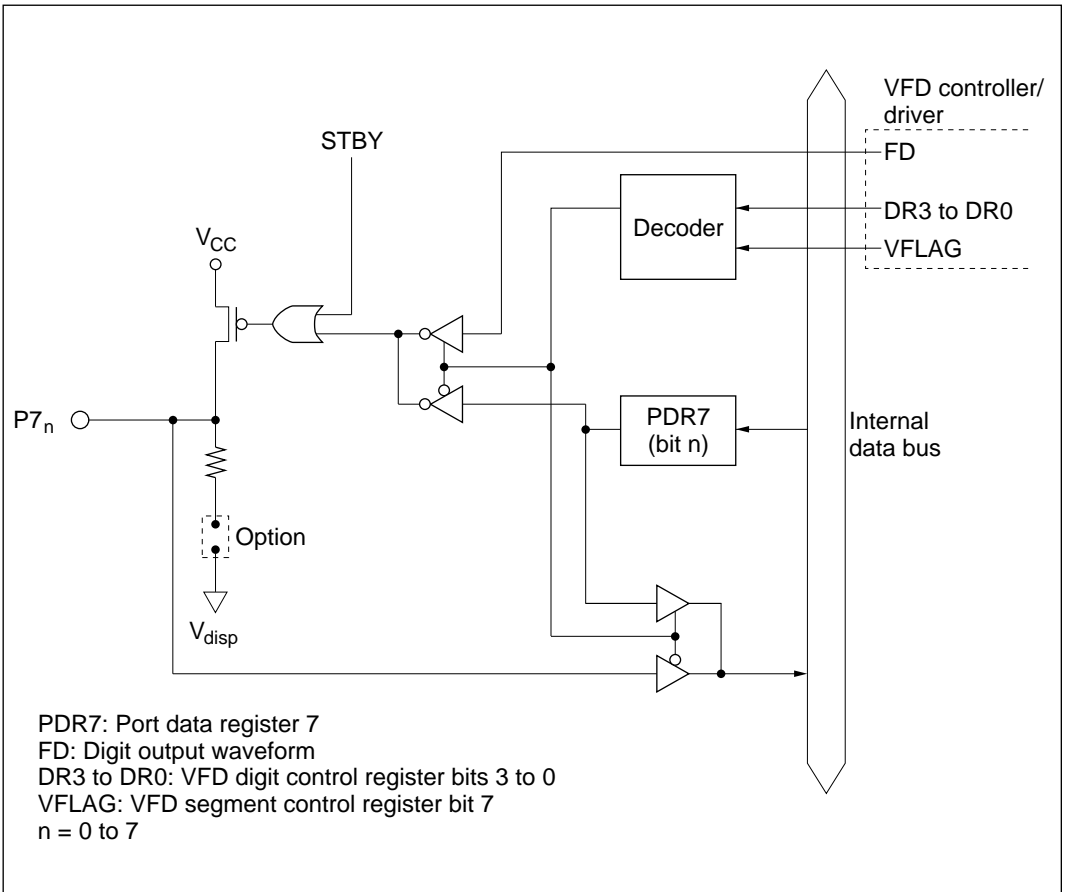 VFD controller/
driver
STBY
FD
DR3 to DR0
Decoder
VFLAG
VCC
P7n
PDR7
(bit n)
Internal
data bus
Option
Vdisp
PDR7: Port data register 7
FD: Digit output waveform
DR3 to DR0: VFD digit control register bits 3 to 0
VFLAG: VFD segment control register bit 7
n = 0 to 7